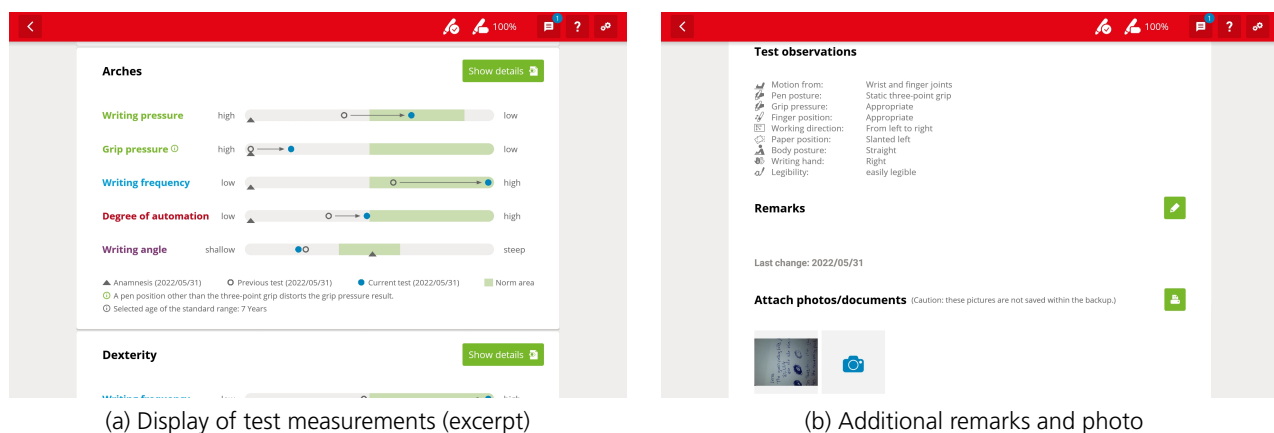 100%
1
?
Arches
Show details
Writing pressure high low
Grip pressure high low
Writing frequency low high
Degree of automation low high
Writing angle shallow steep
Anamnesis (2022/05/31) Previous test (2022/05/31) Current test (2022/05/31) Norm area
A pen position other than the three-point grip distorts the grip pressure result.
Selected age of the standard range: 7 Years
Dexterity
Show details
(a) Display of test measurements (excerpt)
100%
1
?
Test observations
Motion from: Wrist and finger joints
Pen posture: Static three-point grip
Grip pressure: Appropriate
Finger position: Appropriate
Working direction: From left to right
Paper position: Slanted left
Body posture: Straight
Writing hand: Right
Legibility: easily legible
Remarks
Last change: 2022/05/31
Attach photos/documents (Caution: these pictures are not saved within the backup.)
(b) Additional remarks and photo